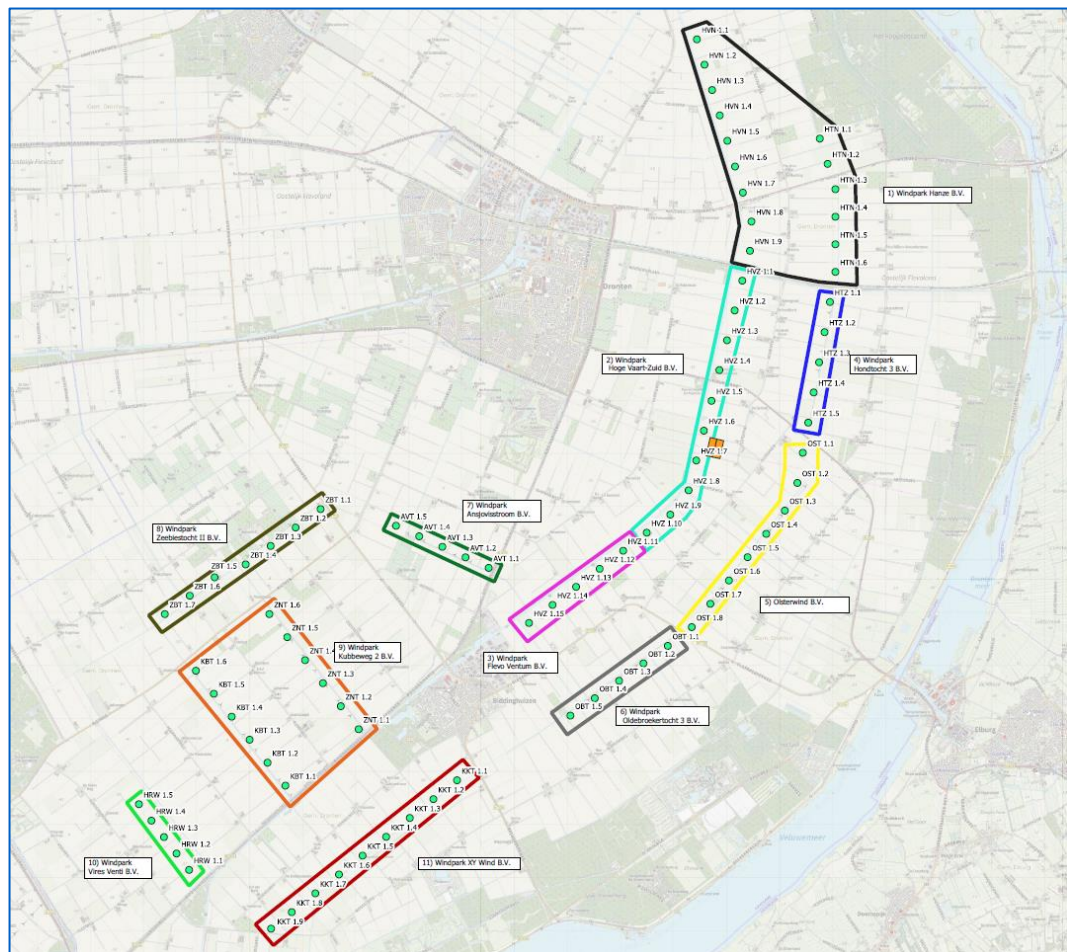 HVN-1.1
HVN 1.2
HVN 1.3
HVN 1.4
HVN 1.5
HVN 1.6
HVN 1.7
HVN 1.8
HVN 1.9
HTN 1.1
HTN-1.2
HTN-1.3
HTN-1.4
HTN-1.5
HTN-1.6
1) Windpark Hanze B.V.
Dronten
HVZ-1.1
HVZ 1.2
HVZ 1.3
HVZ 1.4
HVZ 1.5
HVZ 1.6
HVZ 1.7
HVZ 1.8
HVZ 1.9
HVZ 1.10
HVZ 1.11
HVZ 1.12
HVZ 1.13
HVZ 1.14
HVZ 1.15
2) Windpark
Hoge Vaart-Zuid B.V.
3) Windpark
Flevo Ventum B.V.
HTZ 1.1
HTZ 1.2
HTZ 1.3
HTZ 1.4
HTZ 1.5
4) Windpark
Hondtocht 3 B.V.
OST 1.1
OST 1.2
OST 1.3
OST 1.4
OST 1.5
OST 1.6
OST 1.7
OST 1.8
5) Olsterwind B.V.
OBT 1.1
OBT 1.2
OBT 1.3
OBT 1.4
OBT 1.5
6) Windpark
Oldebroekertocht 3 B.V.
AVT 1.5
AVT 1.4
AVT 1.3
AVT 1.2
AVT 1.1
7) Windpark
Ansjovisstroom B.V.
ZBT 1.1
ZBT 1.2
ZBT 1.3
ZBT 1.4
ZBT 1.5
ZBT 1.6
ZBT 1.7
8) Windpark
Zeebiestocht II B.V.
ZNT 1.6
ZNT 1.5
ZNT 1.4
ZNT 1.3
ZNT 1.2
ZNT 1.1
9) Windpark
Kubbeweg 2 B.V.
KBT 1.6
KBT 1.5
KBT 1.4
KBT 1.3
KBT 1.2
KBT 1.1
Biddinghuizen
Elburg
HRW 1.5
HRW 1.4
HRW 1.3
HRW 1.2
HRW 1.1
10) Windpark
Vires Venti B.V.
KKT 1.1
KKT 1.2
KKT 1.3
KKT 1.4
KKT 1.5
KKT 1.6
KKT 1.7
KKT 1.8
KKT 1.9
11) Windpark XY Wind B.V.
Veluwemeer